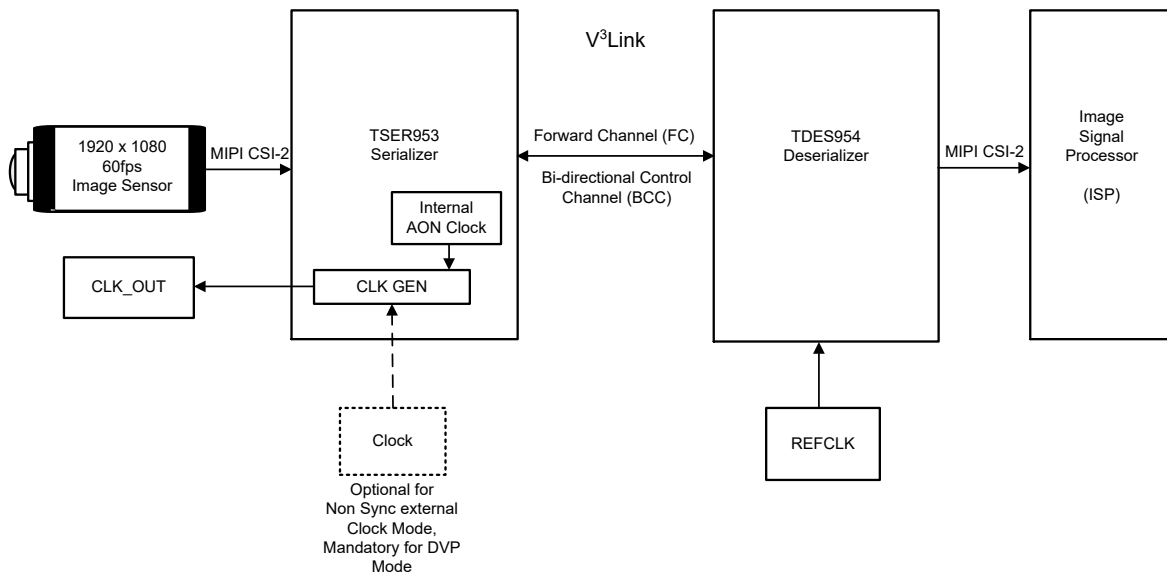 V³Link
1920 x 1080
60fps
Image Sensor
MIPI CSI-2
TSER953
Serializer
Internal
AON Clock
CLK GEN
CLK_OUT
Clock
Optional for
Non Sync external
Clock Mode,
Mandatory for DVP
Mode
Forward Channel (FC)
Bi-directional Control
Channel (BCC)
TDES954
Deserializer
REFCLK
MIPI CSI-2
Image
Signal
Processor
(ISP)